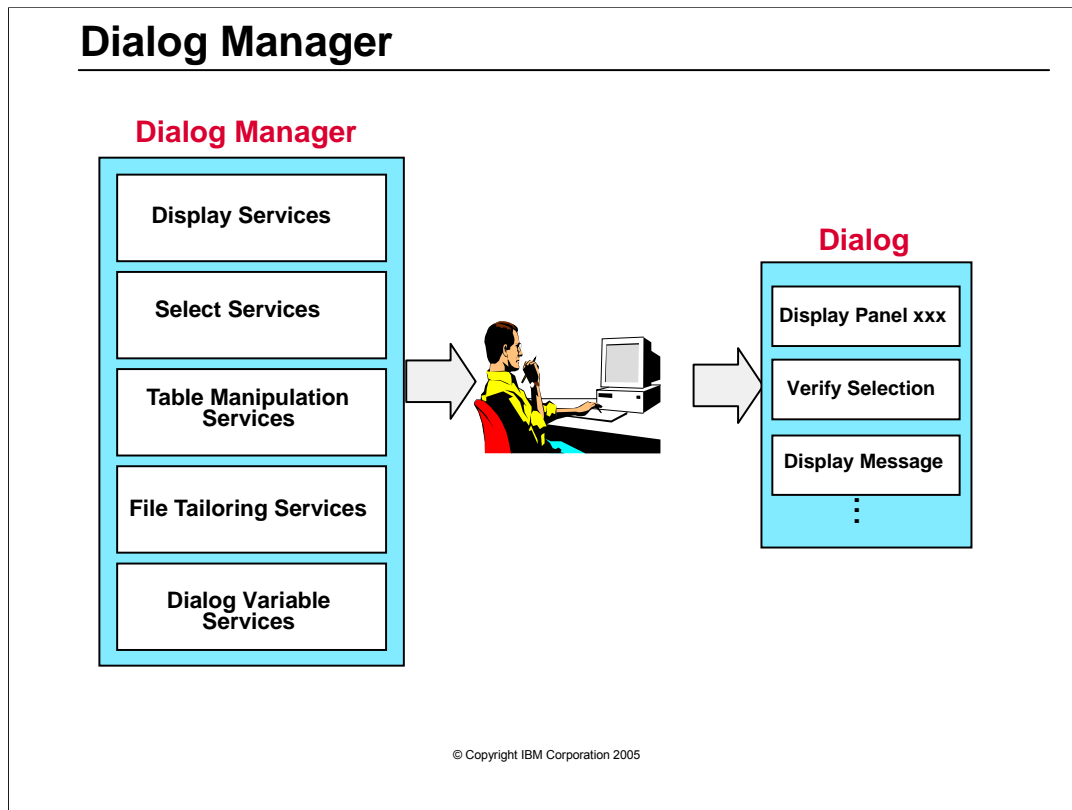 Dialog Manager
Dialog Manager
Display Services
Select Services
Table Manipulation
Services
File Tailoring Services
Dialog Variable
Services
Dialog
Display Panel xxx
Verify Selection
Display Message
© Copyright IBM Corporation 2005